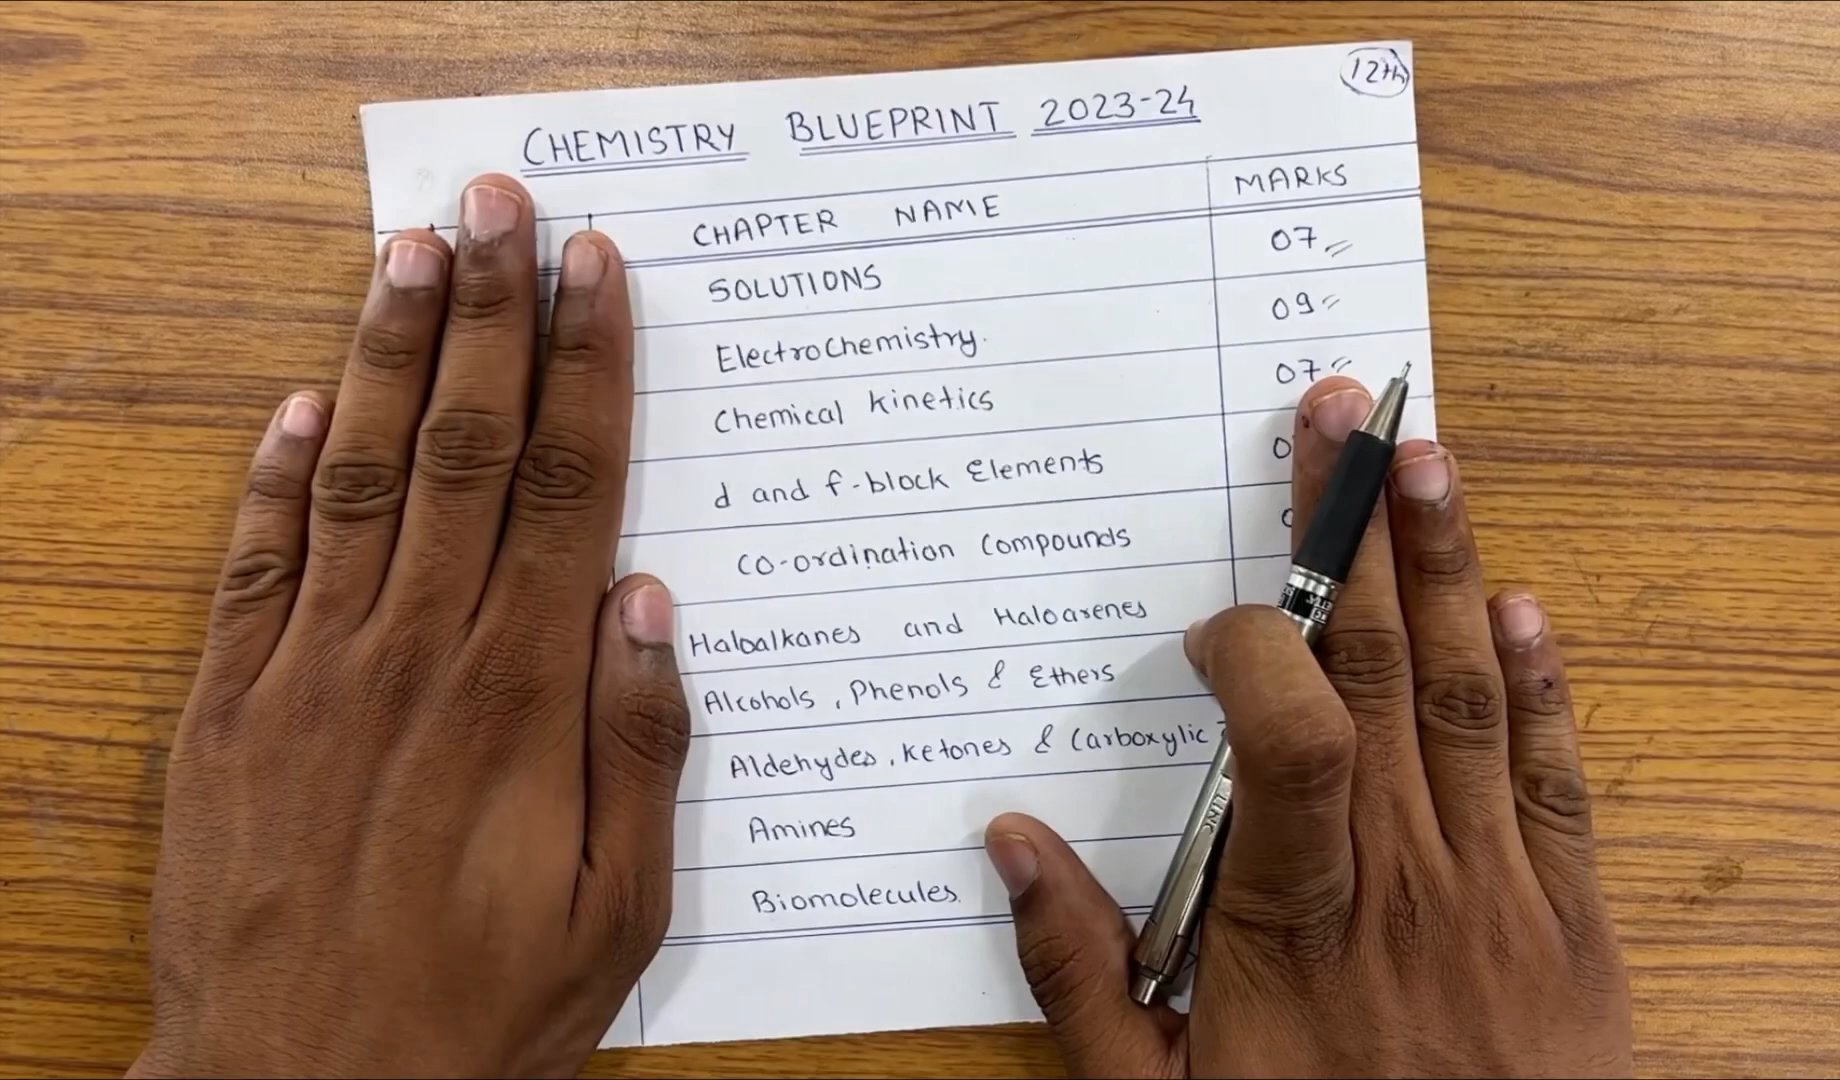 12th
CHEMISTRY BLUEPRINT 2023-24
CHAPTER NAME MARKS
SOLUTIONS 07
Electrochemistry. 09
Chemical kinetics 07
d and f-block Elements
Co-ordination Compounds
Haloalkanes and Haloarenes
Alcohols, Phenols & Ethers
Aldehydes, ketones & Carboxylic
Amines
Biomolecules.